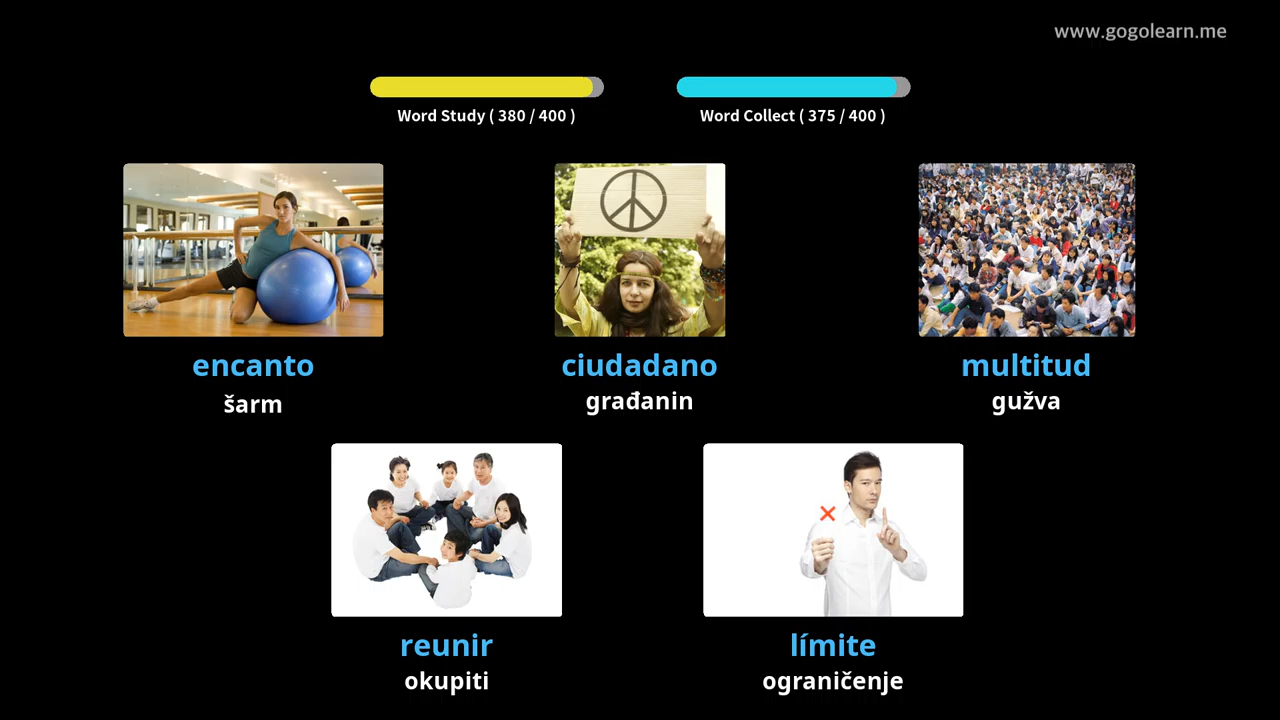 www.gogolearn.me
Word Study ( 380 / 400 )
Word Collect ( 375 / 400 )
encanto
šarm
ciudadano
građanin
multitud
gužva
reunir
okupiti
límite
ograničenje